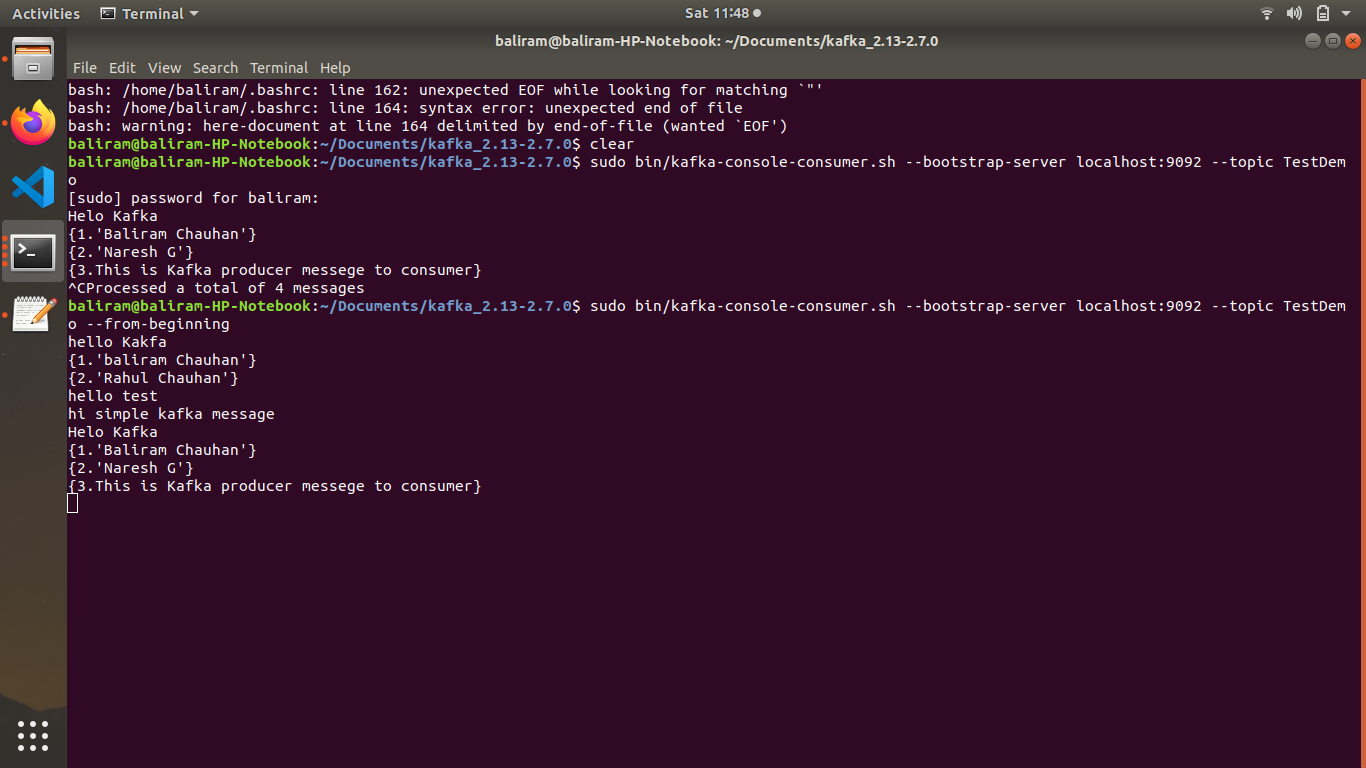 Activities
Terminal
Sat 11:48
baliram@baliram-HP-Notebook: ~/Documents/kafka_2.13-2.7.0
File Edit View Search Terminal Help
bash: /home/baliram/.bashrc: line 162: unexpected EOF while looking for matching `"'
bash: /home/baliram/.bashrc: line 164: syntax error: unexpected end of file
bash: warning: here-document at line 164 delimited by end-of-file (wanted `EOF')
baliram@baliram-HP-Notebook:~/Documents/kafka_2.13-2.7.0$ clear
baliram@baliram-HP-Notebook:~/Documents/kafka_2.13-2.7.0$ sudo bin/kafka-console-consumer.sh --bootstrap-server localhost:9092 --topic TestDem
o
[sudo] password for baliram:
Helo Kafka
{1.'Baliram Chauhan'}
{2.'Naresh G'}
{3.This is Kafka producer messege to consumer}
^CProcessed a total of 4 messages
baliram@baliram-HP-Notebook:~/Documents/kafka_2.13-2.7.0$ sudo bin/kafka-console-consumer.sh --bootstrap-server localhost:9092 --topic TestDem
o --from-beginning
hello Kakfa
{1.'baliram Chauhan'}
{2.'Rahul Chauhan'}
hello test
hi simple kafka message
Helo Kafka
{1.'Baliram Chauhan'}
{2.'Naresh G'}
{3.This is Kafka producer messege to consumer}